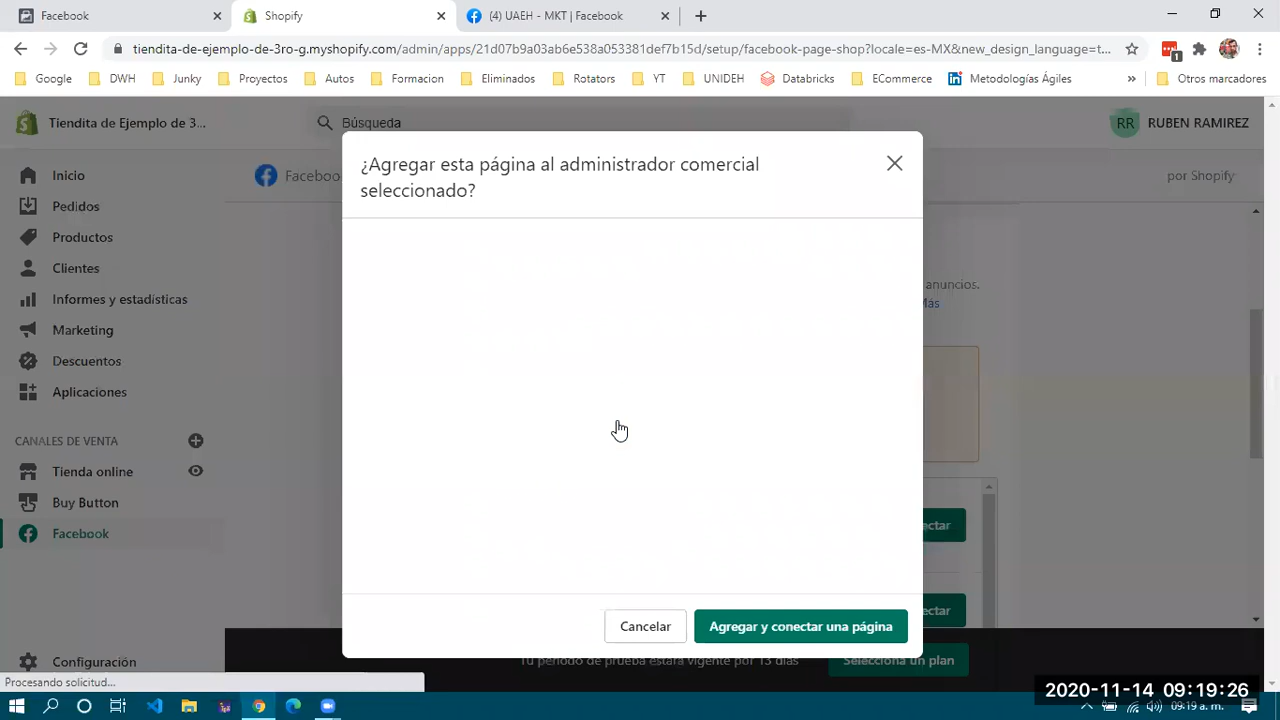 Facebook
Shopify
(4) UAEH - MKT | Facebook
tiendita-de-ejemplo-de-3ro-g.myshopify.com/admin/apps/21d07b9a03ab6e538a053381def7b15d/setup/facebook-page-shop?locale=es-MX&new_design_language=t...
1
Google
DWH
Junky
Proyectos
Autos
Formacion
Eliminados
Rotators
YT
UNIDEH
Databricks
ECommerce
Metodologías Ágiles
»
Otros marcadores
Tiendita de Ejemplo de 3...
Búsqueda
RR
RUBEN RAMIREZ
¿Agregar esta página al administrador comercial
seleccionado?
Faceboo
por Shopify
Inicio
Pedidos
Productos
Clientes
Informes y estadísticas
Marketing
Descuentos
Aplicaciones
CANALES DE VENTA
Tienda online
Buy Button
Facebook
Configuración
anuncios.
Más
ectar
ectar
Cancelar
Agregar y conectar una página
Tu periodo de prueba estará vigente por 13 días
Selecciona un plan
Procesando solicitud...
2020-11-14 09:19:26
09:19 a. m.